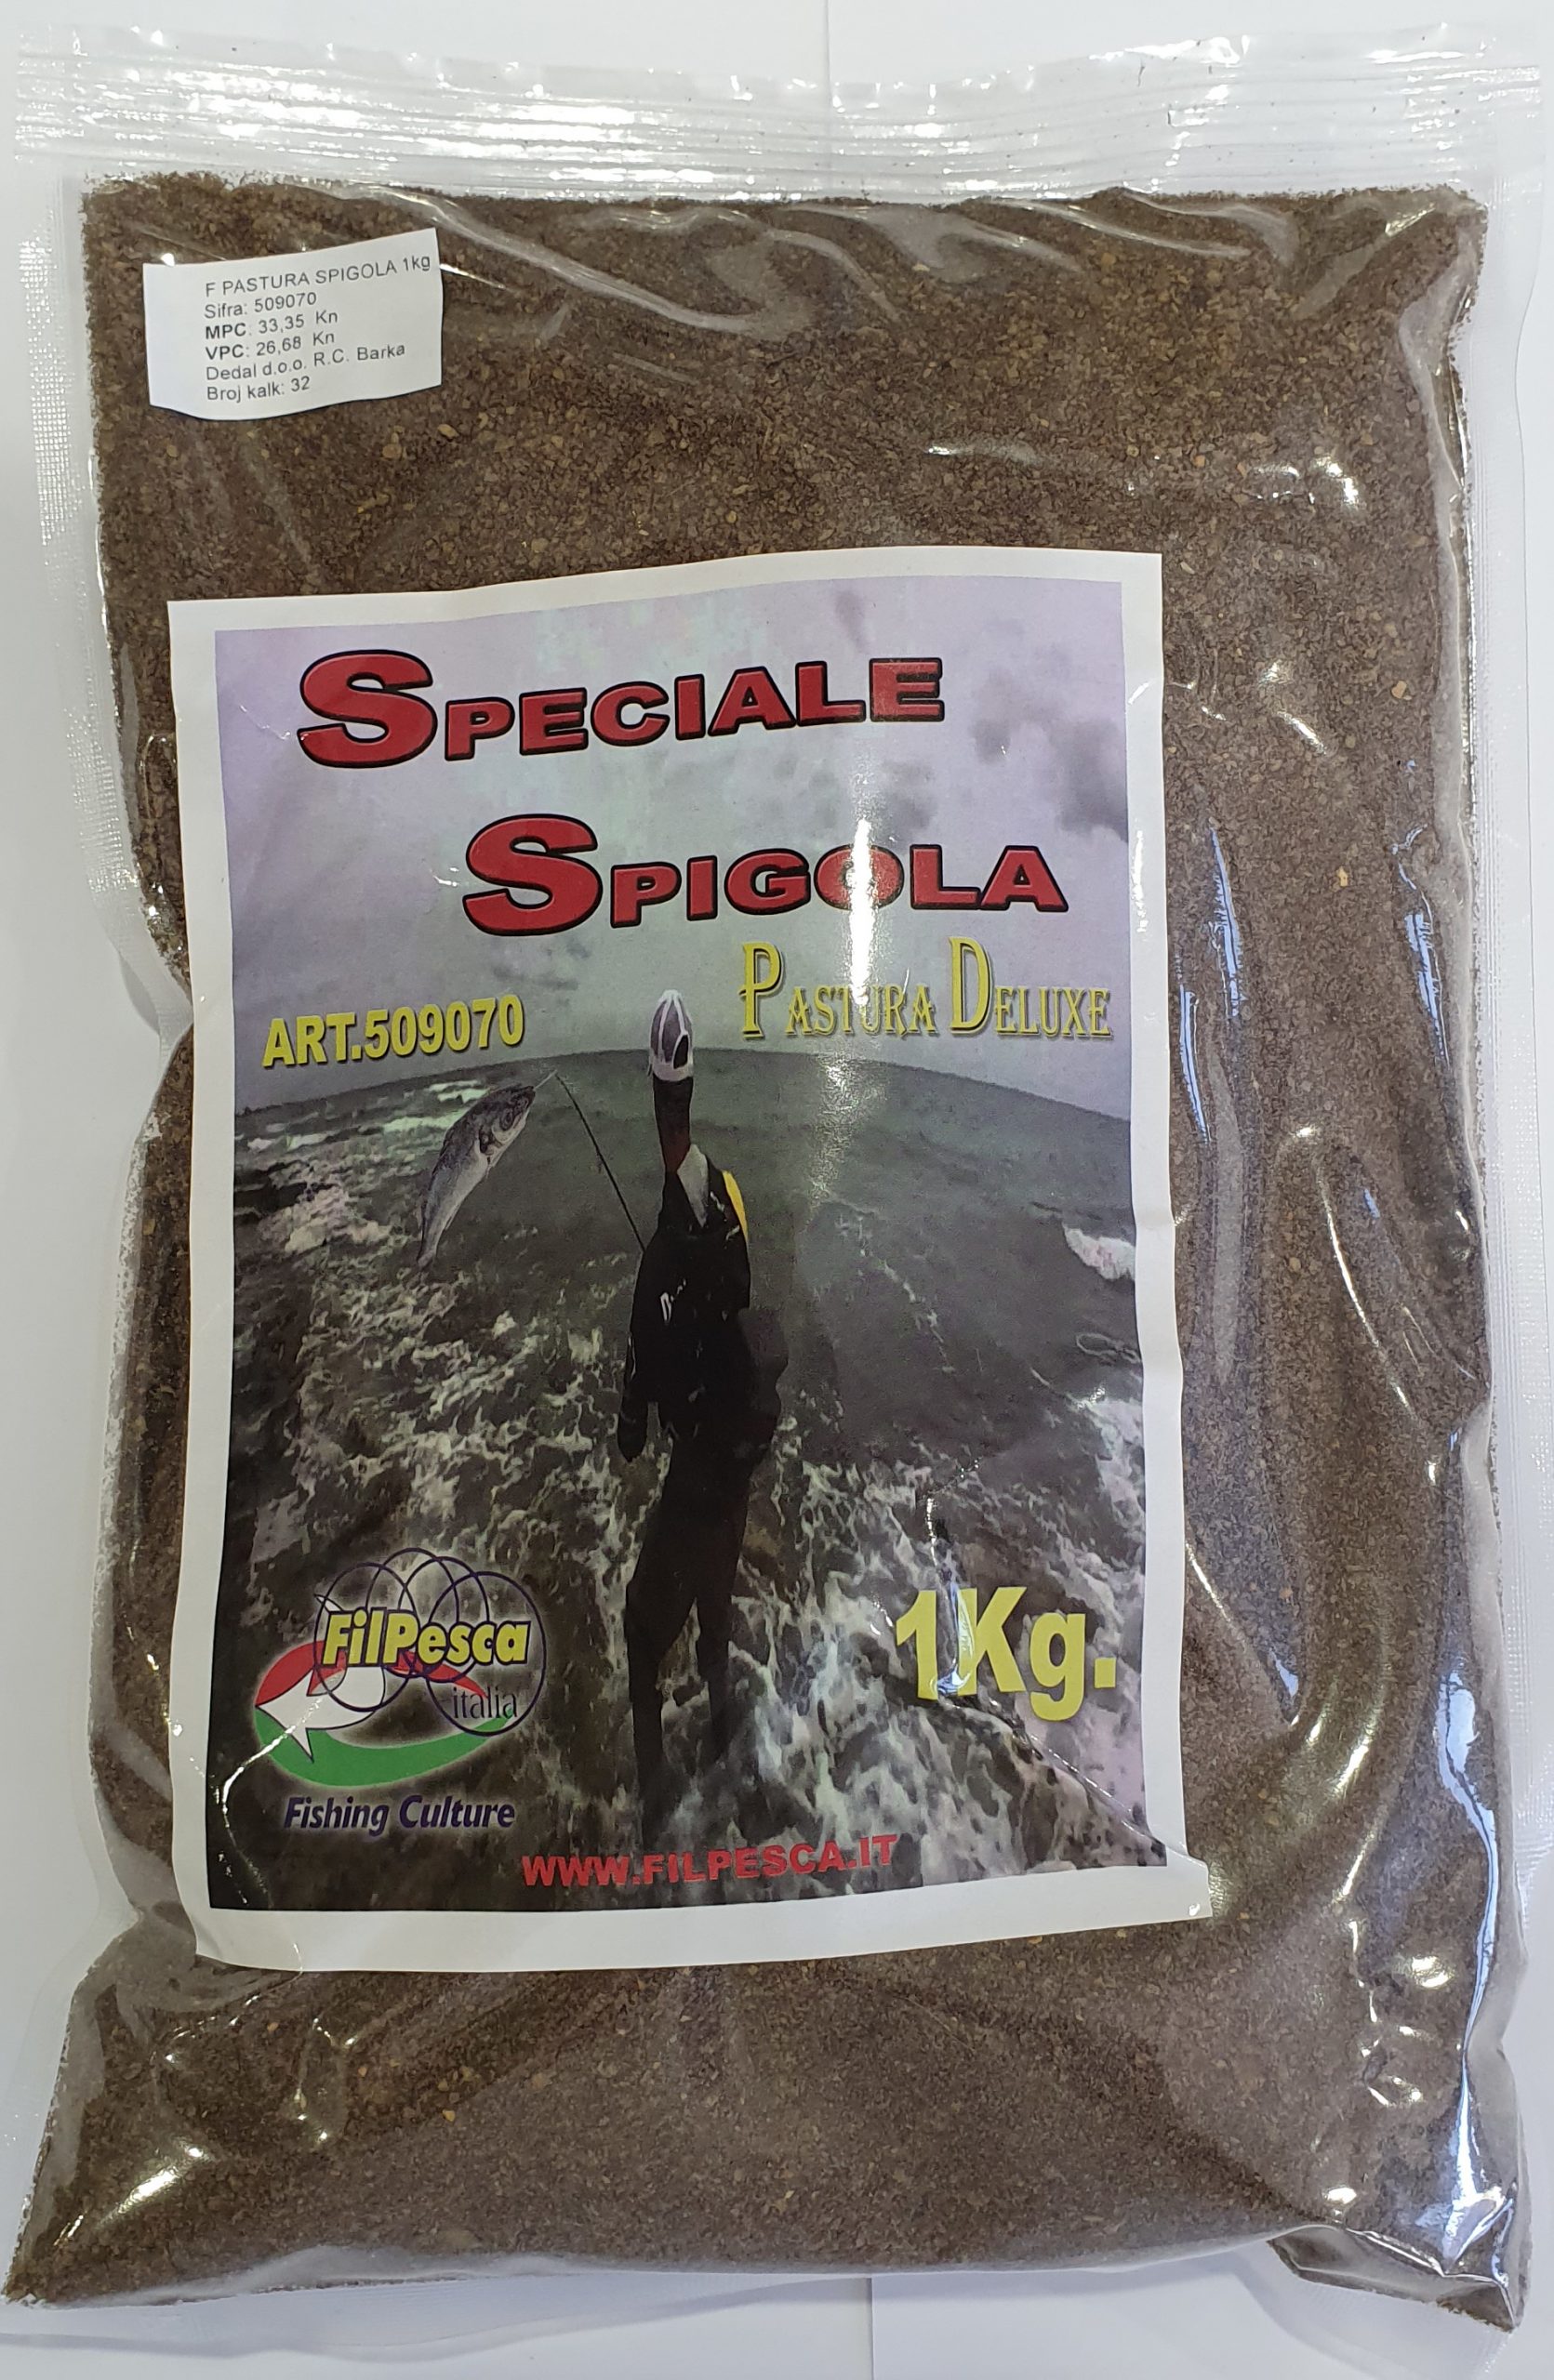 F PASTURA SPIGOLA 1kg
Sifra: 509070
MPC: 33,35 Kn
VPC: 26,68 Kn
Dedal d.o.o. R.C. Barka
Broj kalk: 32
SPECIALE
SPIGOLA
PASTURA DELUXE
ART.509070
FilPesca
italia
1Kg.
Fishing Culture
WWW.FILPESCA.IT